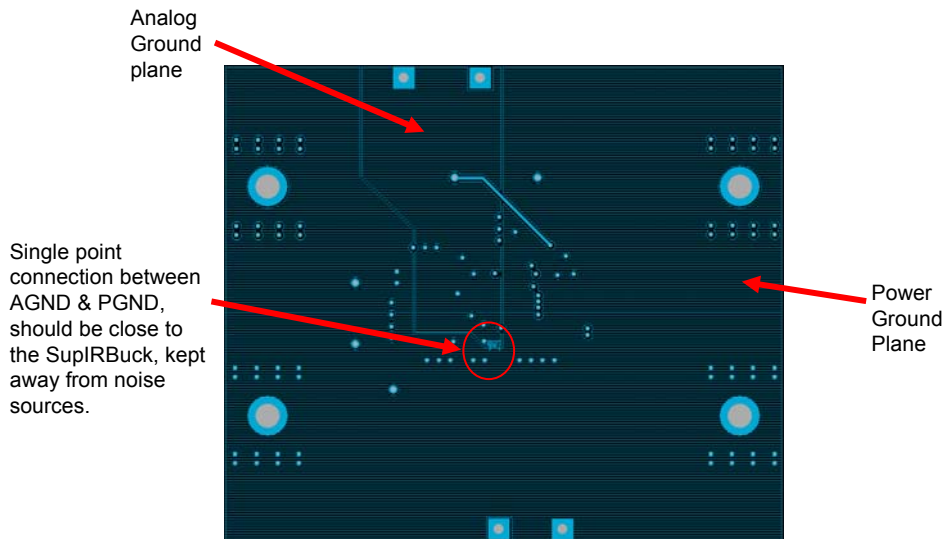 Analog
Ground
plane
Single point
connection between
AGND & PGND,
should be close to
the SupIRBuck, kept
away from noise
sources.
Power
Ground
Plane